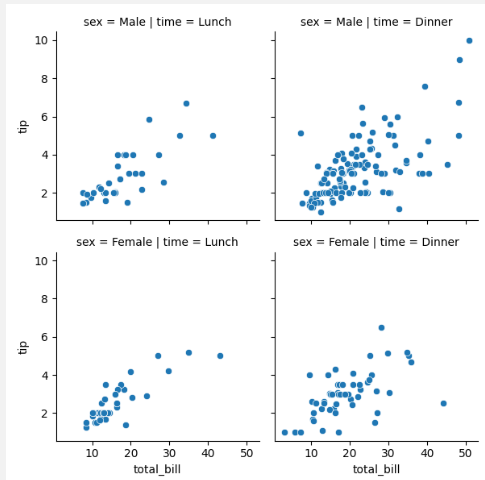 sex = Male | time = Lunch
sex = Male | time = Dinner
10
8
6
4
2
tip
sex = Female | time = Lunch
sex = Female | time = Dinner
10
8
6
4
2
tip
10 20 30 40 50
total_bill
10 20 30 40 50
total_bill